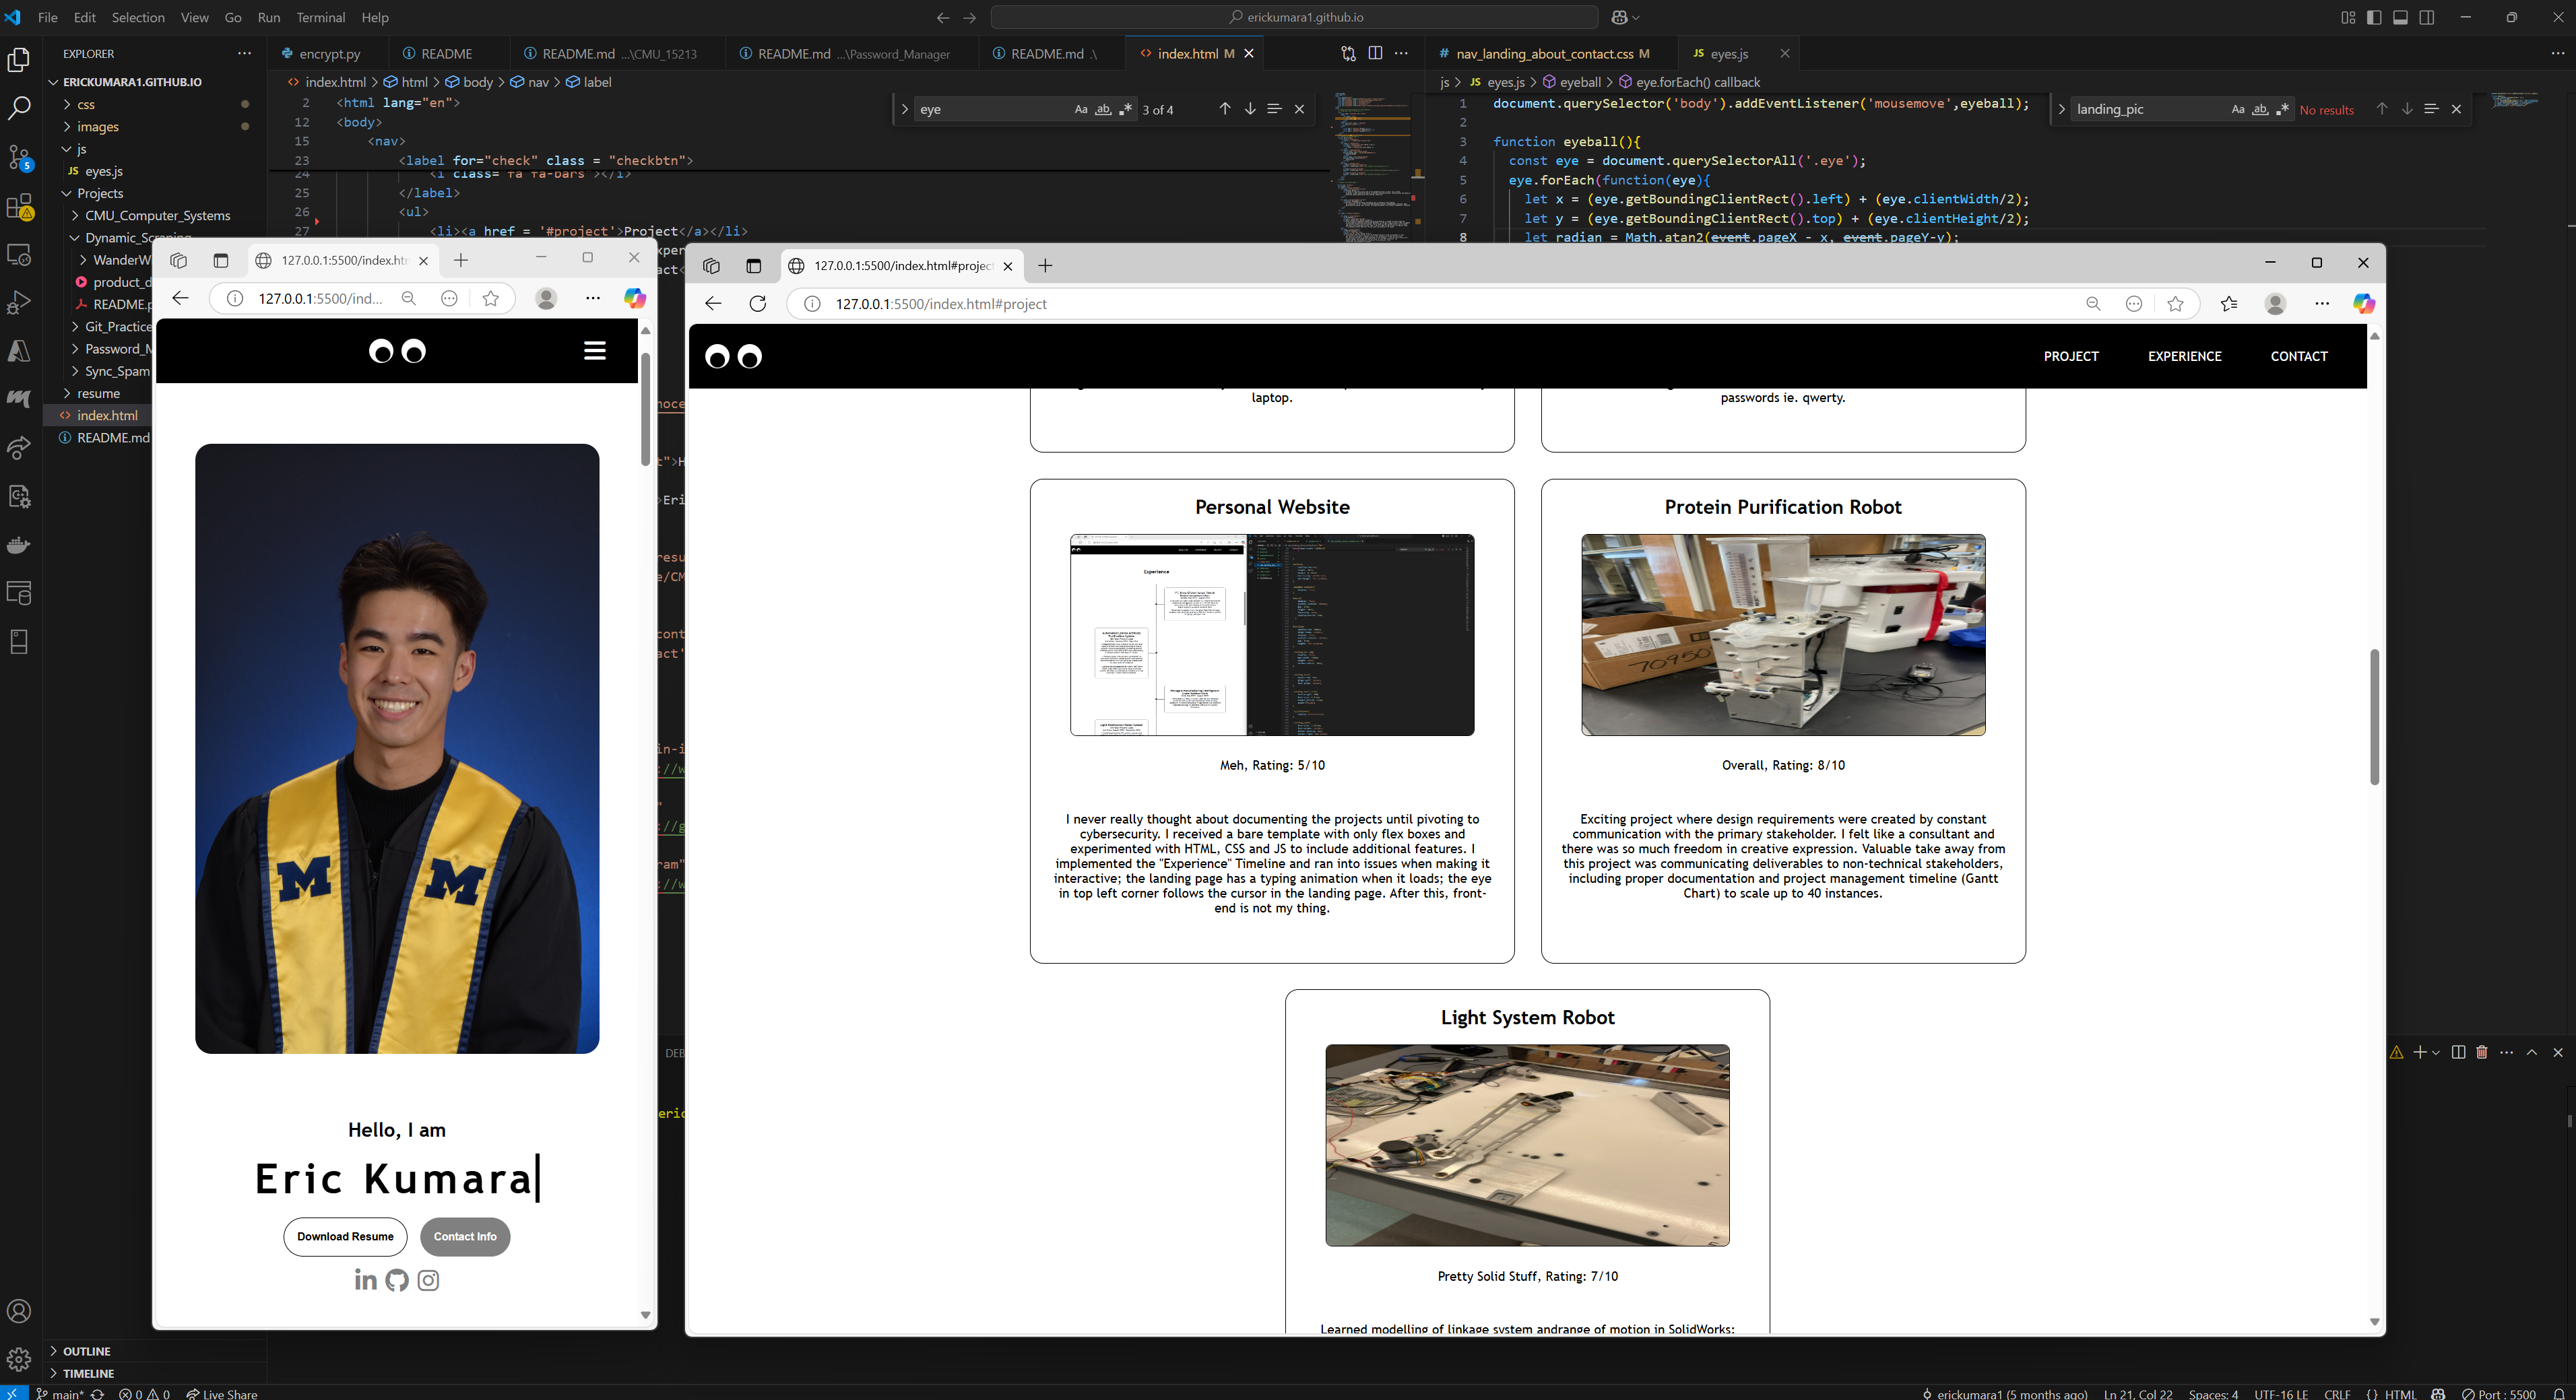 File Edit Selection View Go Run Terminal Help
erickumara1.github.io
EXPLORER
ERICKUMARA1.GITHUB.IO
css
images
js
JS eyes.js
Projects
CMU_Computer_Systems
Dynamic_Scraping
WanderW
product_d
README.p
Git_Practice
Password_M
Sync_Spam
resume
index.html
README.md
OUTLINE
TIMELINE
encrypt.py
README
README.md ...\CMU_15213
README.md ...\Password_Manager
README.md .\
index.html M
index.html > html > body > nav > label
2 <html lang="en">
12 <body>
15 <nav>
23 <label for="check" class = "checkbtn">
24 <i class="fa fa-bars"></i>
25 </label>
26 <ul>
27 <li><a href = '#project'>Project</a></li>
eye
Aa ab .*
3 of 4
# nav_landing_about_contact.css M
JS eyes.js
js > JS eyes.js > eyeball > eye.forEach() callback
1 document.querySelector('body').addEventListener('mousemove',eyeball);
2
3 function eyeball(){
4 const eye = document.querySelectorAll('.eye');
5 eye.forEach(function(eye){
6 let x = (eye.getBoundingClientRect().left) + (eye.clientWidth/2);
7 let y = (eye.getBoundingClientRect().top) + (eye.clientHeight/2);
8 let radian = Math.atan2(event.pageX - x, event.pageY-y);
landing_pic
Aa ab .*
No results
127.0.0.1:5500/index.htm
127.0.0.1:5500/ind...
M M
Hello, I am
Eric Kumara
Download Resume
Contact Info
in
127.0.0.1:5500/index.html#project
127.0.0.1:5500/index.html#project
PROJECT EXPERIENCE CONTACT
laptop.
passwords ie. qwerty.
Personal Website
Experience
Meh, Rating: 5/10
I never really thought about documenting the projects until pivoting to
cybersecurity. I received a bare template with only flex boxes and
experimented with HTML, CSS and JS to include additional features. I
implemented the "Experience" Timeline and ran into issues when making it
interactive; the landing page has a typing animation when it loads; the eye
in top left corner follows the cursor in the landing page. After this, front-
end is not my thing.
Protein Purification Robot
70950
Overall, Rating: 8/10
Exciting project where design requirements were created by constant
communication with the primary stakeholder. I felt like a consultant and
there was so much freedom in creative expression. Valuable take away from
this project was communicating deliverables to non-technical stakeholders,
including proper documentation and project management timeline (Gantt
Chart) to scale up to 40 instances.
Light System Robot
Pretty Solid Stuff, Rating: 7/10
Learned modelling of linkage system andrange of motion in SolidWorks:
main* 0 0 Live Share
erickumara1 (5 months ago) Ln 21, Col 22 Spaces: 4 UTF-16 LE CRLF {} HTML Port : 5500